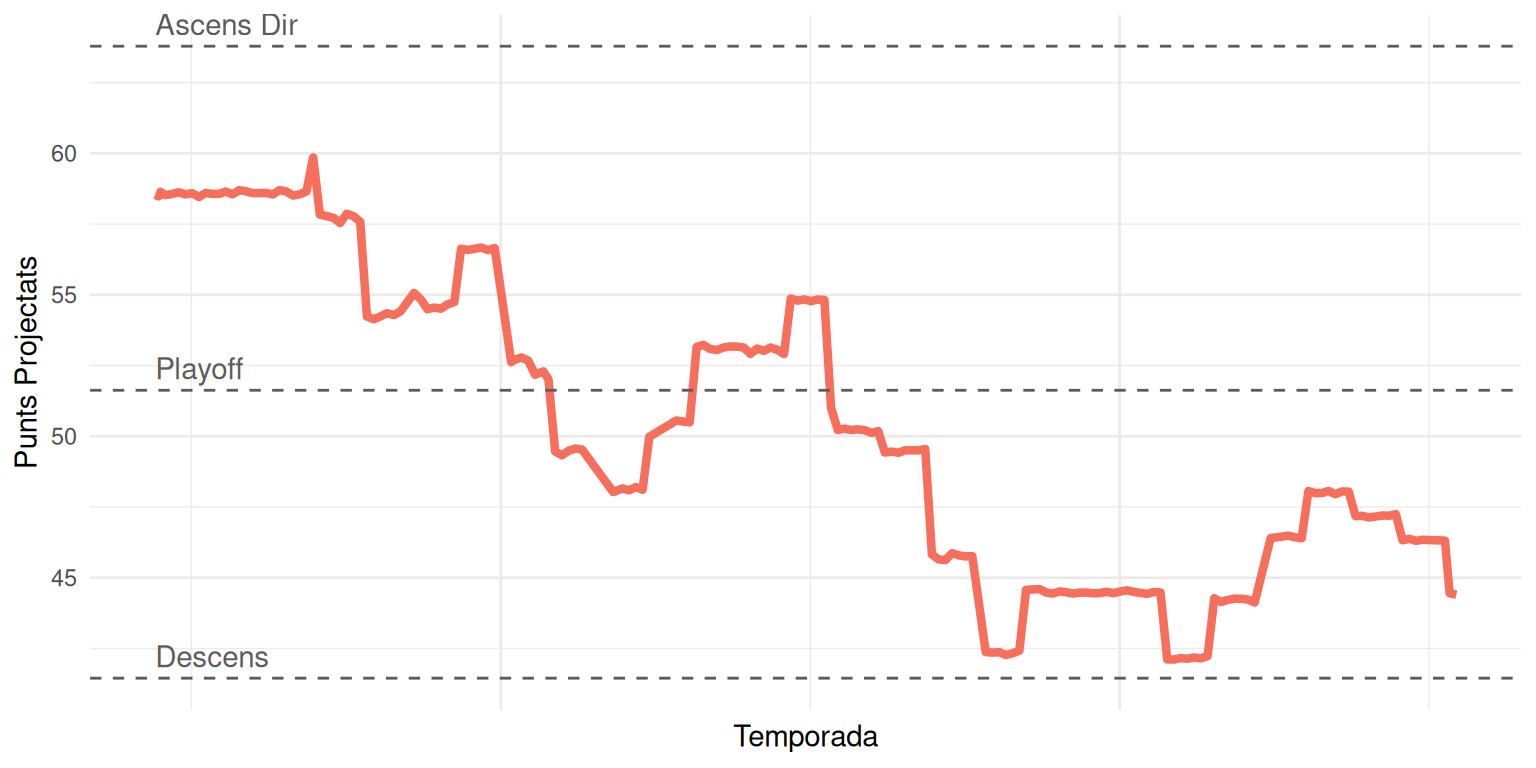 Ascens Dir
60
55
Playoff
50
45
Descens
Punts Projectats
Temporada